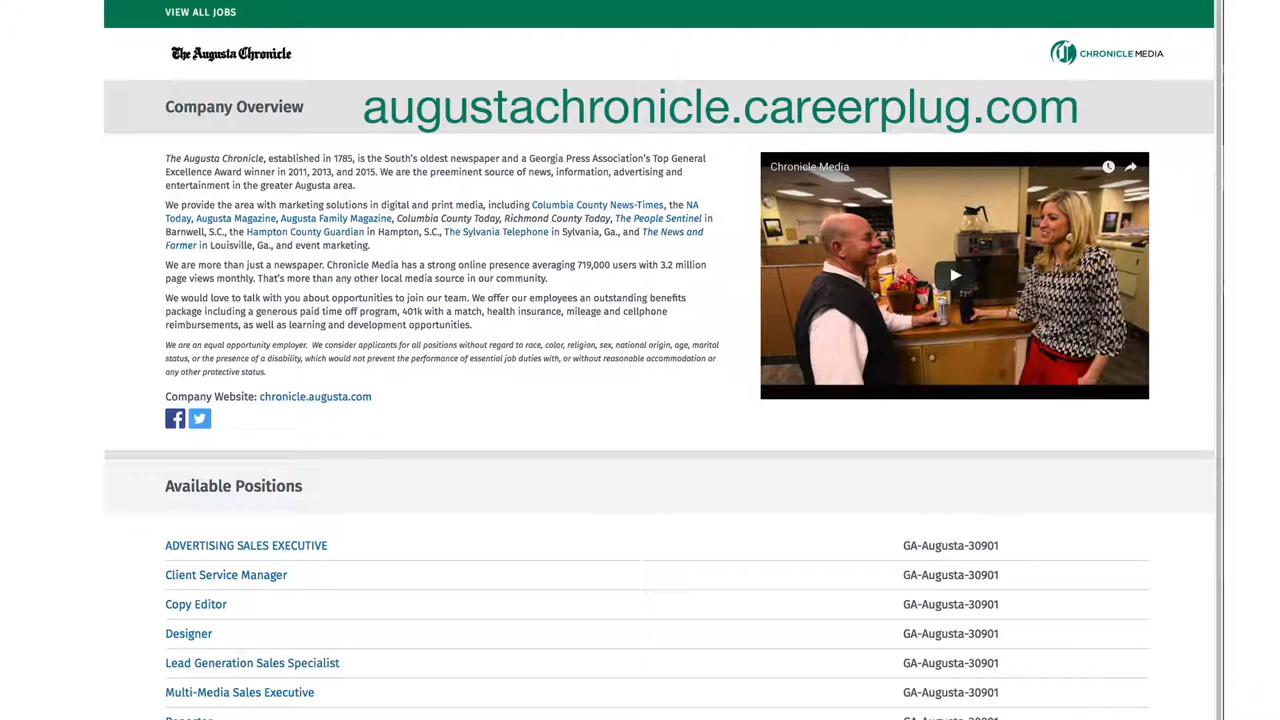 VIEW ALL JOBS
The Augusta Chronicle
CHRONICLE MEDIA
Company Overview
augustachronicle.careerplug.com
The Augusta Chronicle, established in 1785, is the South's oldest newspaper and a Georgia Press Association's Top General
Excellence Award winner in 2011, 2013, and 2015. We are the preeminent source of news, information, advertising and
entertainment in the greater Augusta area.
We provide the area with marketing solutions in digital and print media, including Columbia County News-Times, the NA
Today, Augusta Magazine, Augusta Family Magazine, Columbia County Today, Richmond County Today, The People Sentinel in
Barnwell, S.C., the Hampton County Guardian in Hampton, S.C., The Sylvania Telephone in Sylvania, Ga., and The News and
Farmer in Louisville, Ga., and event marketing.
We are more than just a newspaper. Chronicle Media has a strong online presence averaging 719,000 users with 3.2 million
page views monthly. That's more than any other local media source in our community.
We would love to talk with you about opportunities to join our team. We offer our employees an outstanding benefits
package including a generous paid time off program, 401k with a match, health insurance, mileage and cellphone
reimbursements, as well as learning and development opportunities.
We are an equal opportunity employer. We consider applicants for all positions without regard to race, color, religion, sex, national origin, age, marital
status, or the presence of a disability, which would not prevent the performance of essential job duties with, or without reasonable accommodation or
any other protective status.
Company Website: chronicle.augusta.com
Chronicle Media
Available Positions
ADVERTISING SALES EXECUTIVE GA-Augusta-30901
Client Service Manager GA-Augusta-30901
Copy Editor GA-Augusta-30901
Designer GA-Augusta-30901
Lead Generation Sales Specialist GA-Augusta-30901
Multi-Media Sales Executive GA-Augusta-30901
Reporter GA-Augusta-30901